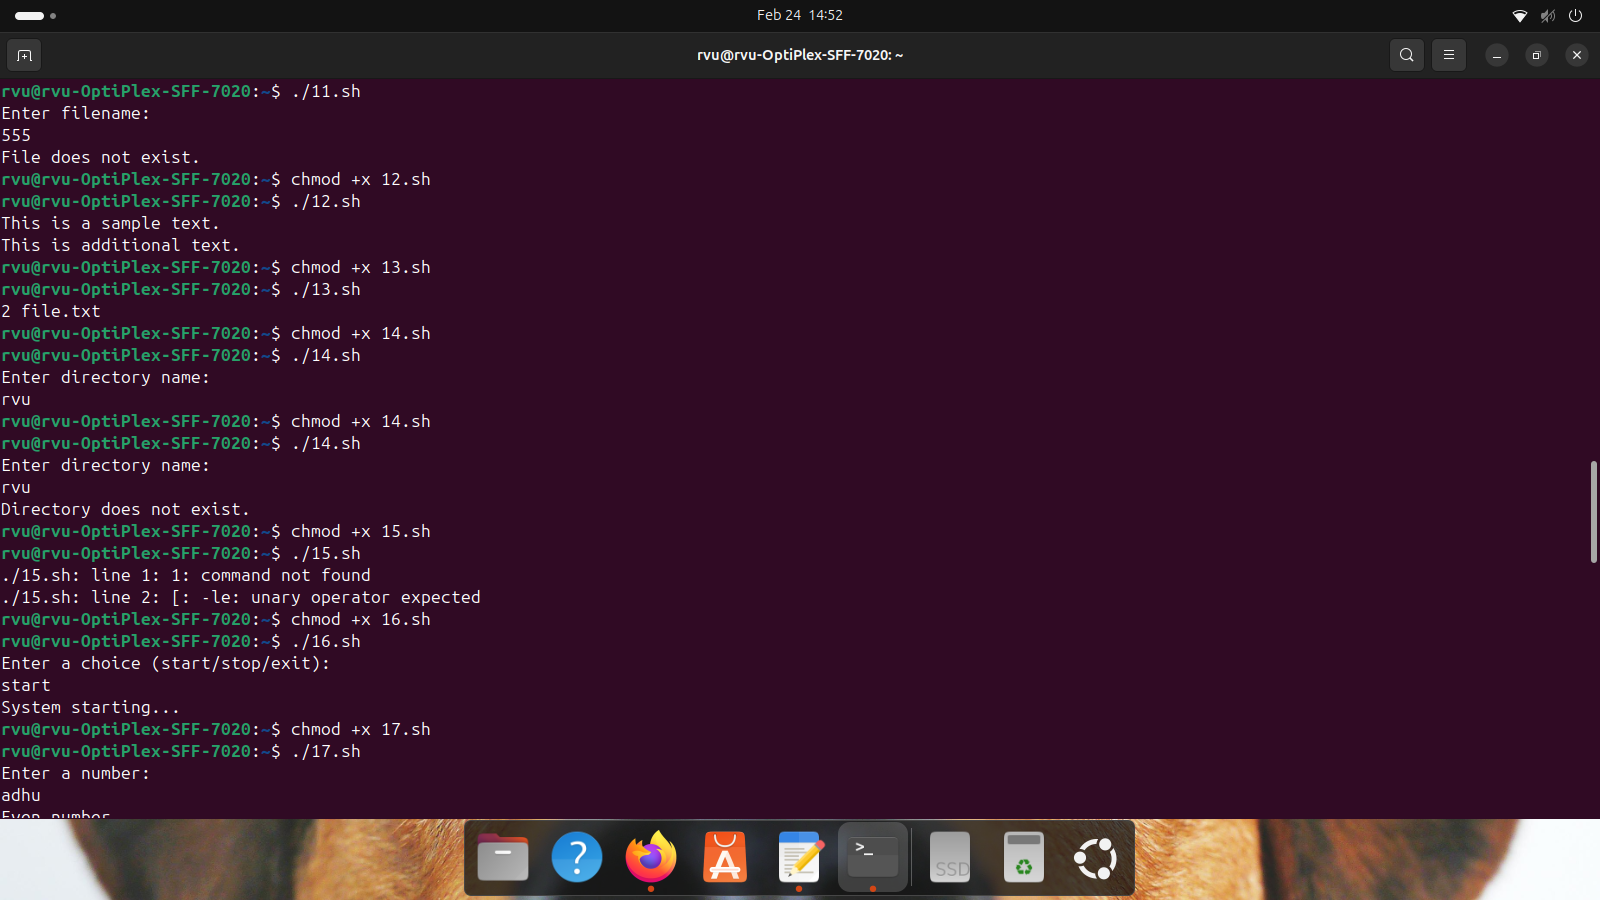 Feb 24 14:52
rvu@rvu-OptiPlex-SFF-7020: ~
rvu@rvu-OptiPlex-SFF-7020:~$ ./11.sh
Enter filename:
555
File does not exist.
rvu@rvu-OptiPlex-SFF-7020:~$ chmod +x 12.sh
rvu@rvu-OptiPlex-SFF-7020:~$ ./12.sh
This is a sample text.
This is additional text.
rvu@rvu-OptiPlex-SFF-7020:~$ chmod +x 13.sh
rvu@rvu-OptiPlex-SFF-7020:~$ ./13.sh
2 file.txt
rvu@rvu-OptiPlex-SFF-7020:~$ chmod +x 14.sh
rvu@rvu-OptiPlex-SFF-7020:~$ ./14.sh
Enter directory name:
rvu
rvu@rvu-OptiPlex-SFF-7020:~$ chmod +x 14.sh
rvu@rvu-OptiPlex-SFF-7020:~$ ./14.sh
Enter directory name:
rvu
Directory does not exist.
rvu@rvu-OptiPlex-SFF-7020:~$ chmod +x 15.sh
rvu@rvu-OptiPlex-SFF-7020:~$ ./15.sh
./15.sh: line 1: 1: command not found
./15.sh: line 2: [: -le: unary operator expected
rvu@rvu-OptiPlex-SFF-7020:~$ chmod +x 16.sh
rvu@rvu-OptiPlex-SFF-7020:~$ ./16.sh
Enter a choice (start/stop/exit):
start
System starting...
rvu@rvu-OptiPlex-SFF-7020:~$ chmod +x 17.sh
rvu@rvu-OptiPlex-SFF-7020:~$ ./17.sh
Enter a number:
adhu
Even number
SSD